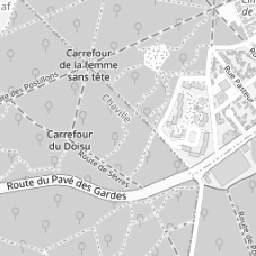 Carrefour
de la femme
sans tête
Cheville
Rue Pasteur
Carrefour
du Doisu
Route de Sèvres
Route du Pavé des Gardes